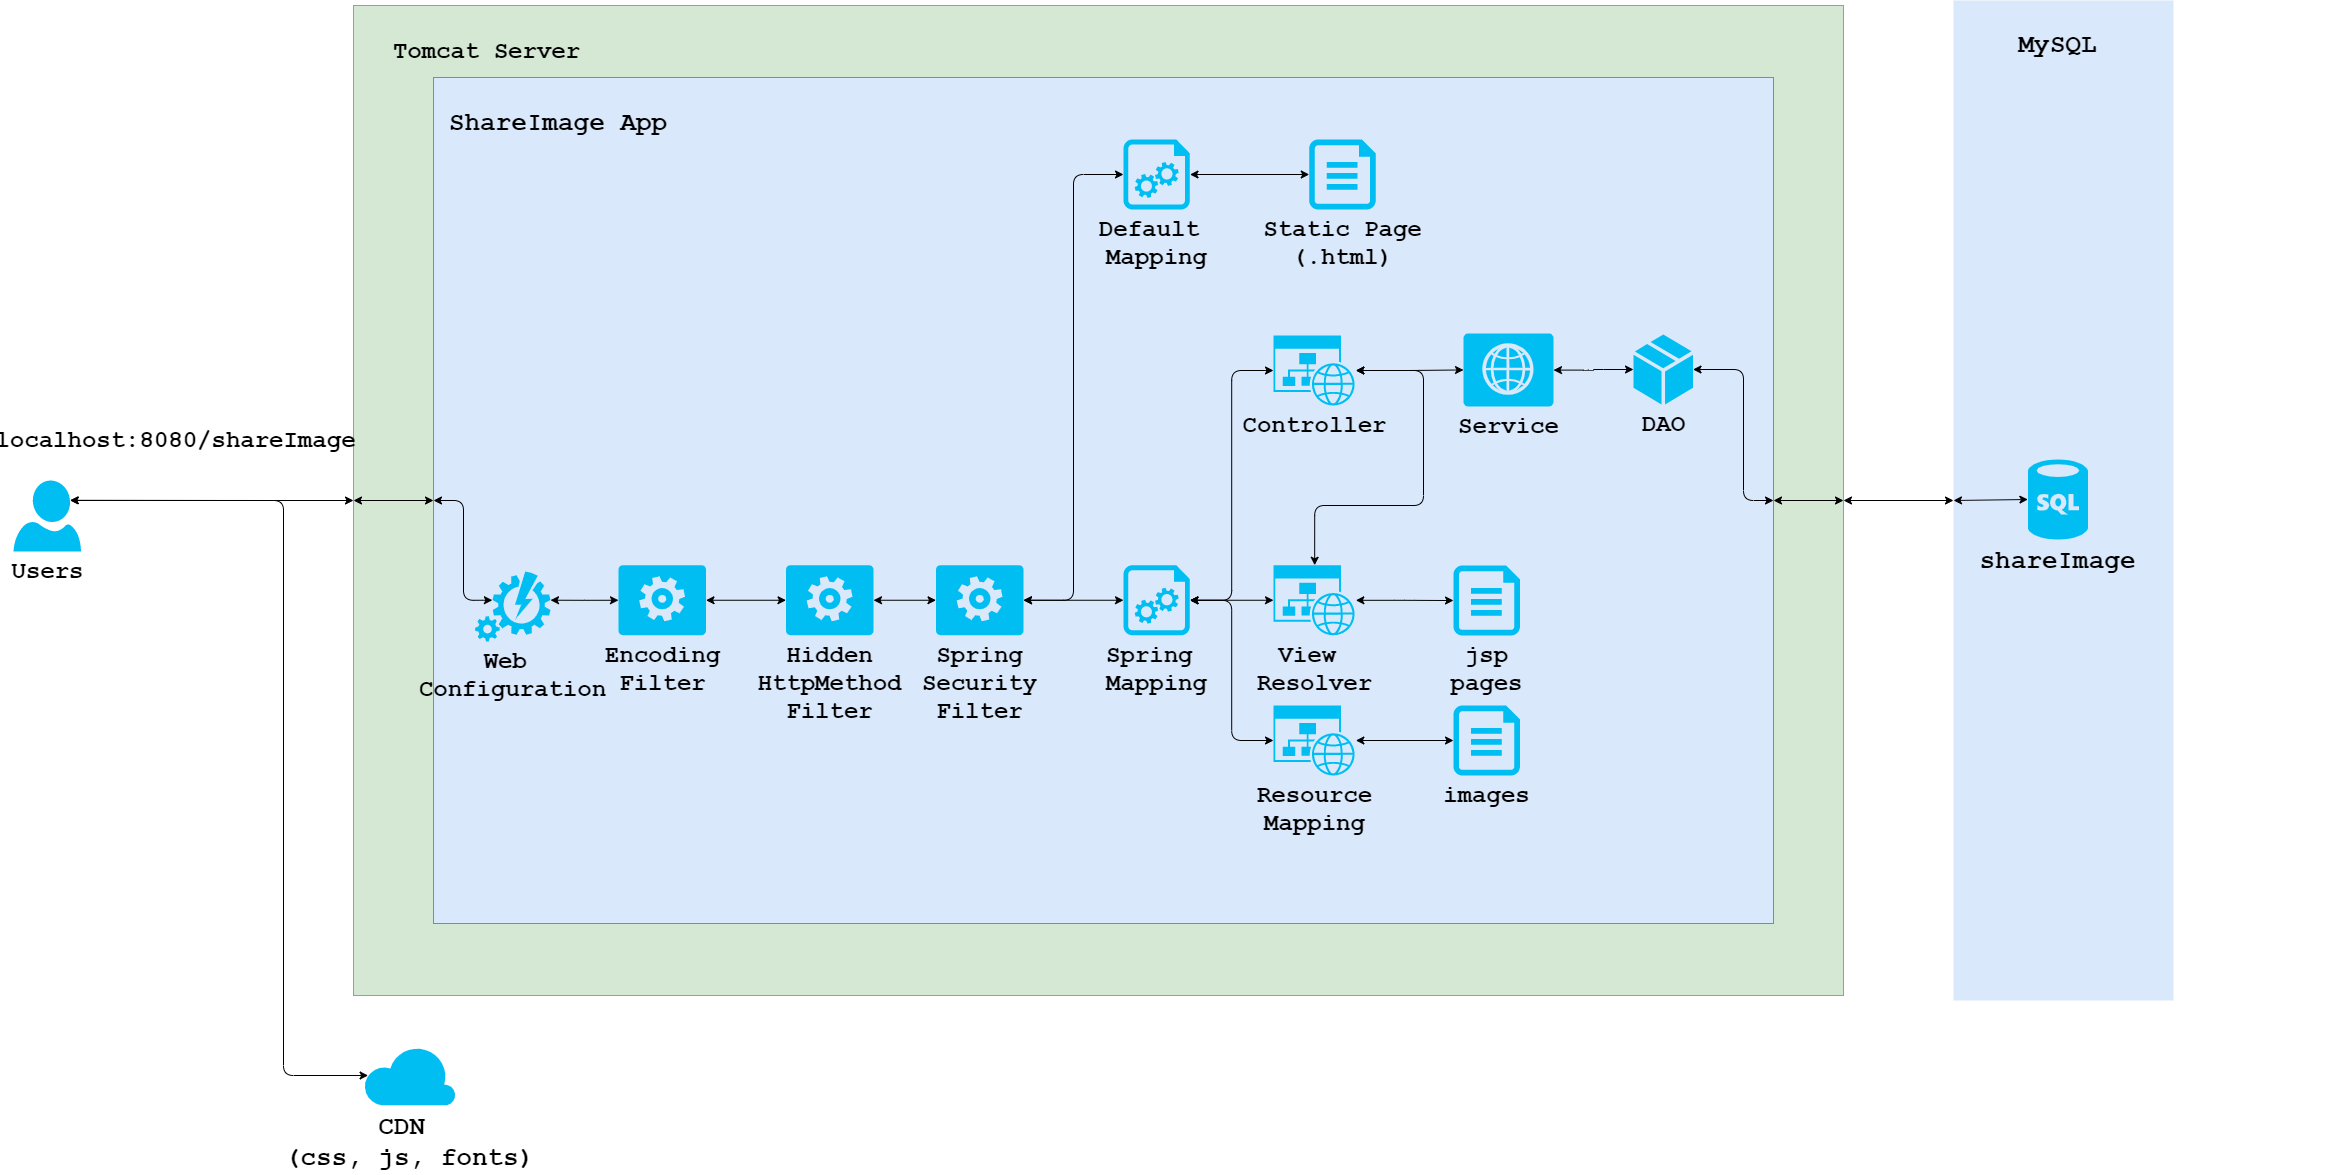 Tomcat Server
MySQL
ShareImage App
Default
Mapping
Static Page
(.html)
localhost:8080/shareImage
Users
Controller
Service
DAO
SQL
shareImage
Web
Configuration
Encoding
Filter
Hidden
HttpMethod
Filter
Spring
Security
Filter
Spring
Mapping
View
Resolver
jsp
pages
Resource
Mapping
images
CDN
(css, js, fonts)